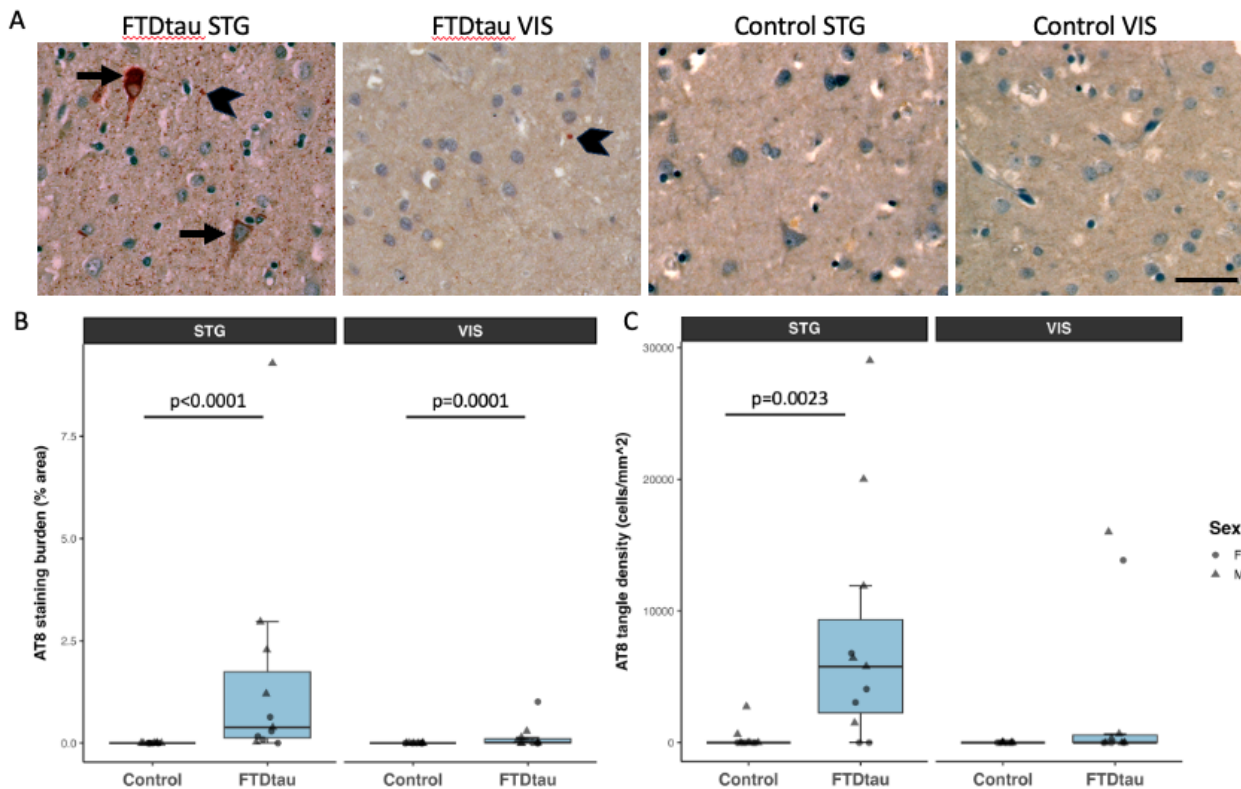 A
FTDtau STG
FTDtau VIS
Control STG
Control VIS
B
STG
VIS
p<0.0001
p=0.0001
AT8 staining burden (% area)
7.5
5.0
2.5
0.0
Control
FTDtau
Control
FTDtau
C
STG
VIS
p=0.0023
AT8 tangle density (cells/mm^2)
30000
20000
10000
0
Control
FTDtau
Control
FTDtau
Sex
F
M